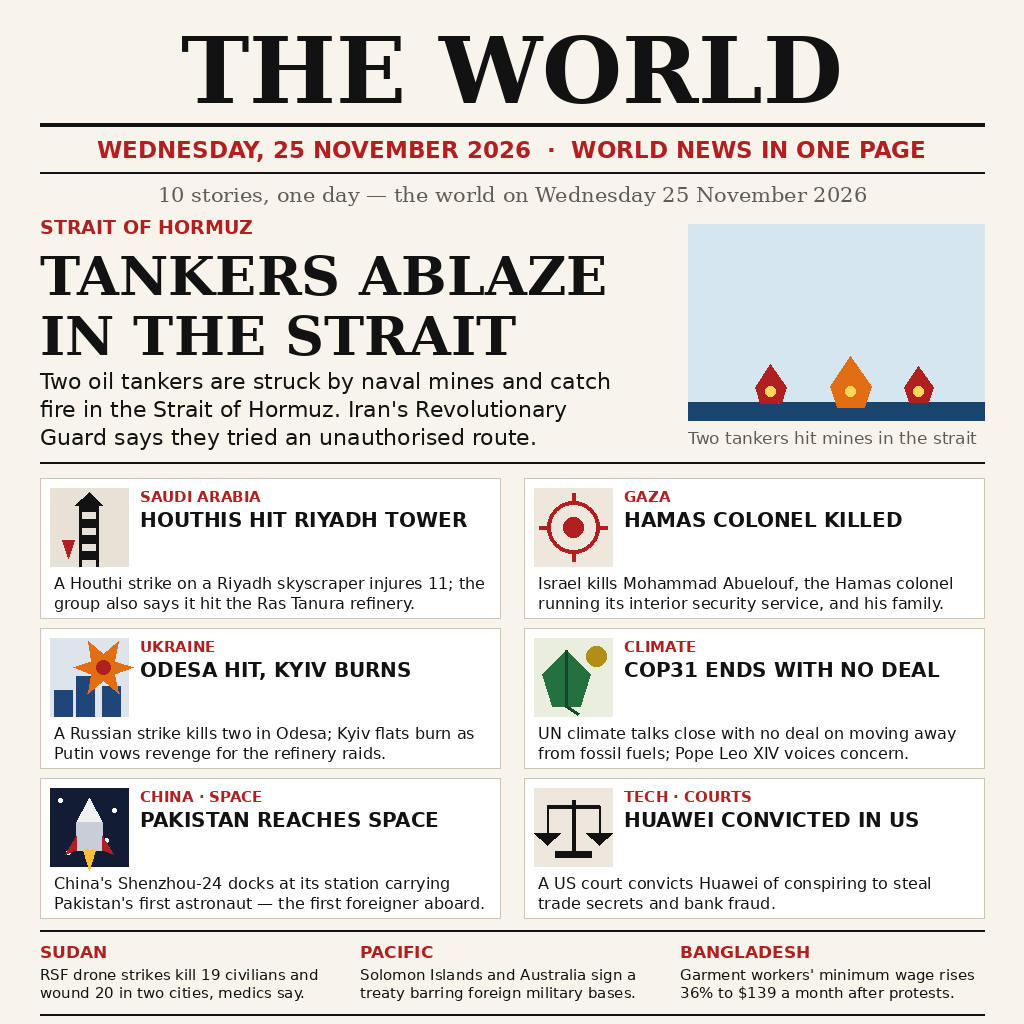 THE WORLD
WEDNESDAY, 25 NOVEMBER 2026 · WORLD NEWS IN ONE PAGE
10 stories, one day — the world on Wednesday 25 November 2026
STRAIT OF HORMUZ
TANKERS ABLAZE
IN THE STRAIT
Two oil tankers are struck by naval mines and catch
fire in the Strait of Hormuz. Iran's Revolutionary
Guard says they tried an unauthorised route.
Two tankers hit mines in the strait
SAUDI ARABIA
HOUTHIS HIT RIYADH TOWER
A Houthi strike on a Riyadh skyscraper injures 11; the
group also says it hit the Ras Tanura refinery.
GAZA
HAMAS COLONEL KILLED
Israel kills Mohammad Abuelouf, the Hamas colonel
running its interior security service, and his family.
UKRAINE
ODESA HIT, KYIV BURNS
A Russian strike kills two in Odesa; Kyiv flats burn as
Putin vows revenge for the refinery raids.
CLIMATE
COP31 ENDS WITH NO DEAL
UN climate talks close with no deal on moving away
from fossil fuels; Pope Leo XIV voices concern.
CHINA · SPACE
PAKISTAN REACHES SPACE
China's Shenzhou-24 docks at its station carrying
Pakistan's first astronaut — the first foreigner aboard.
TECH · COURTS
HUAWEI CONVICTED IN US
A US court convicts Huawei of conspiring to steal
trade secrets and bank fraud.
SUDAN
RSF drone strikes kill 19 civilians and
wound 20 in two cities, medics say.
PACIFIC
Solomon Islands and Australia sign a
treaty barring foreign military bases.
BANGLADESH
Garment workers' minimum wage rises
36% to $139 a month after protests.